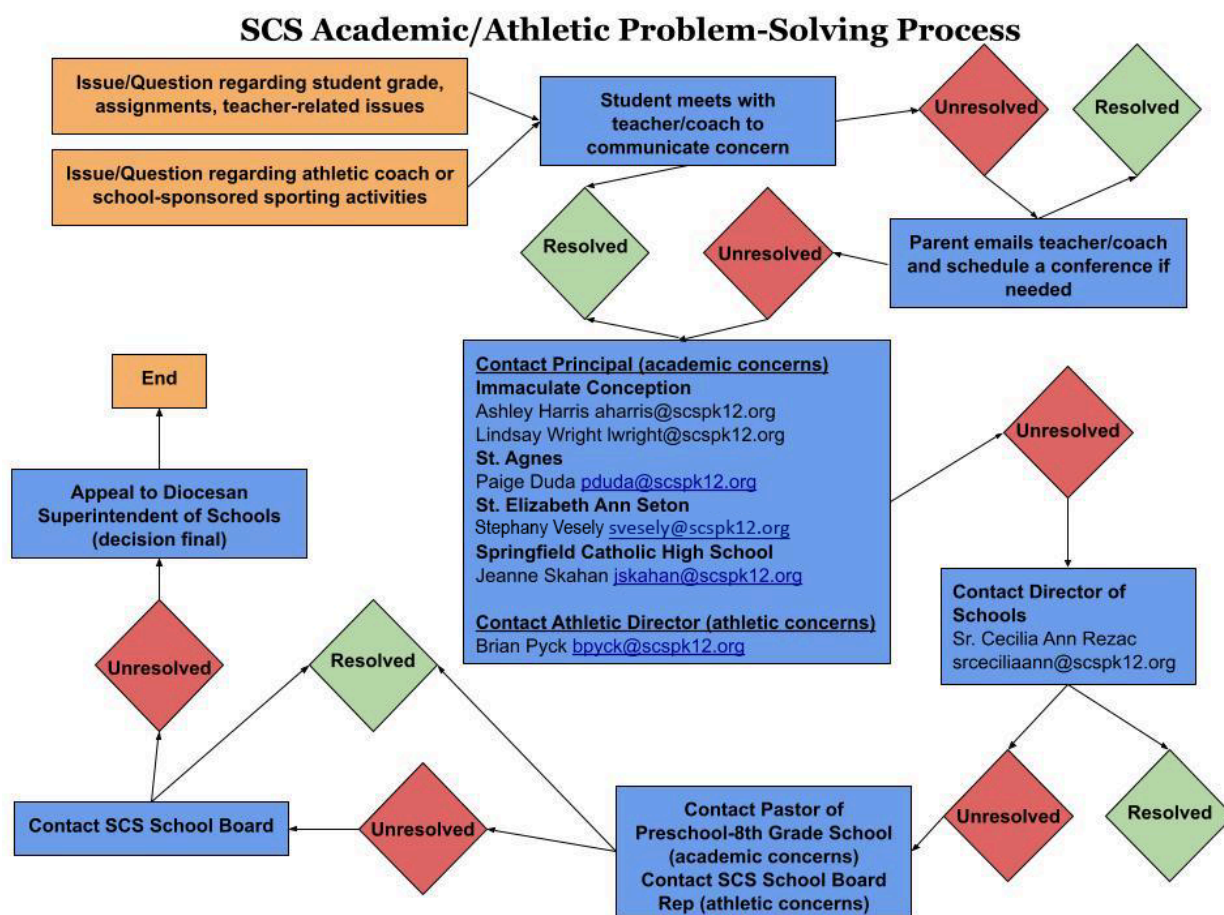 SCS Academic/Athletic Problem-Solving Process
Issue/Question regarding student grade,
assignments, teacher-related issues
Issue/Question regarding athletic coach or
school-sponsored sporting activities
Student meets with
teacher/coach to
communicate concern
Unresolved
Resolved
Parent emails teacher/coach
and schedule a conference if
needed
Resolved
Unresolved
Contact Principal (academic concerns)
Immaculate Conception
Ashley Harris aharris@scspk12.org
Lindsay Wright lwright@scspk12.org
St. Agnes
Paige Duda pduda@scspk12.org
St. Elizabeth Ann Seton
Stephany Vesely svesely@scspk12.org
Springfield Catholic High School
Jeanne Skahan jskahan@scspk12.org
Contact Athletic Director (athletic concerns)
Brian Pyck bpyck@scspk12.org
Unresolved
Contact Director of
Schools
Sr. Cecilia Ann Rezac
srceciliaann@scspk12.org
Unresolved
Resolved
Contact Pastor of
Preschool-8th Grade School
(academic concerns)
Contact SCS School Board
Rep (athletic concerns)
Unresolved
Resolved
Contact SCS School Board
Unresolved
Appeal to Diocesan
Superintendent of Schools
(decision final)
End